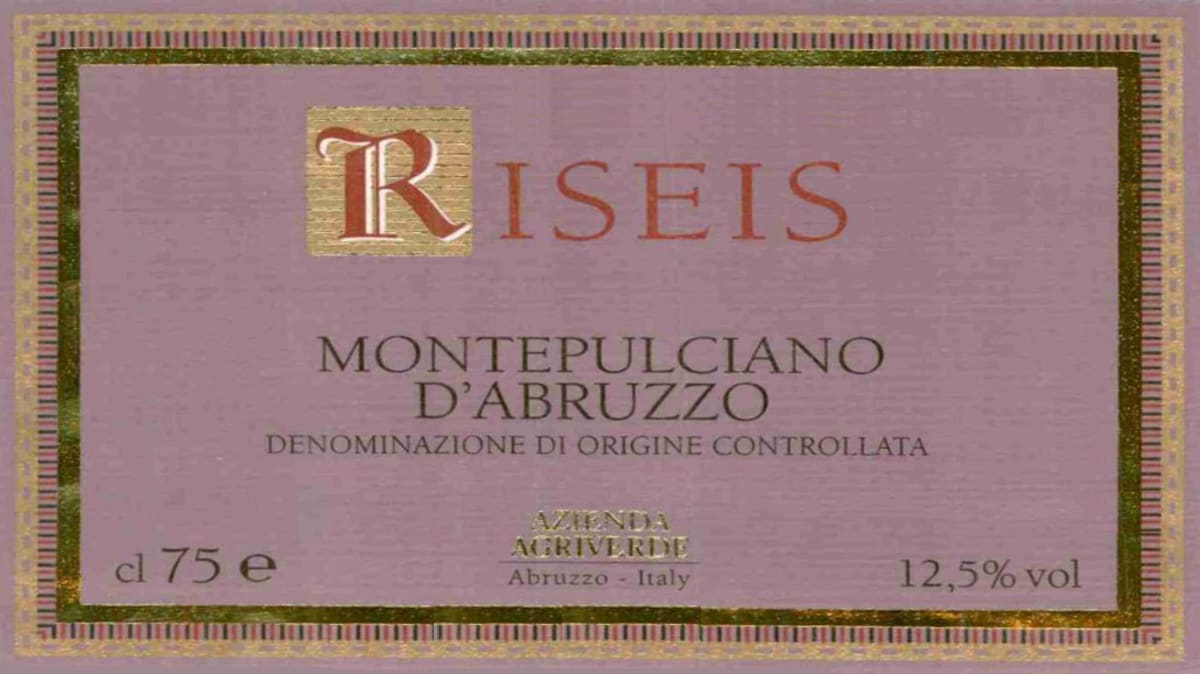 RISEIS
MONTEPULCIANO
D'ABRUZZO
DENOMINAZIONE DI ORIGINE CONTROLLATA
AZIENDA
AGRIVERDE
Abruzzo - Italy
cl 75 e
12,5% vol